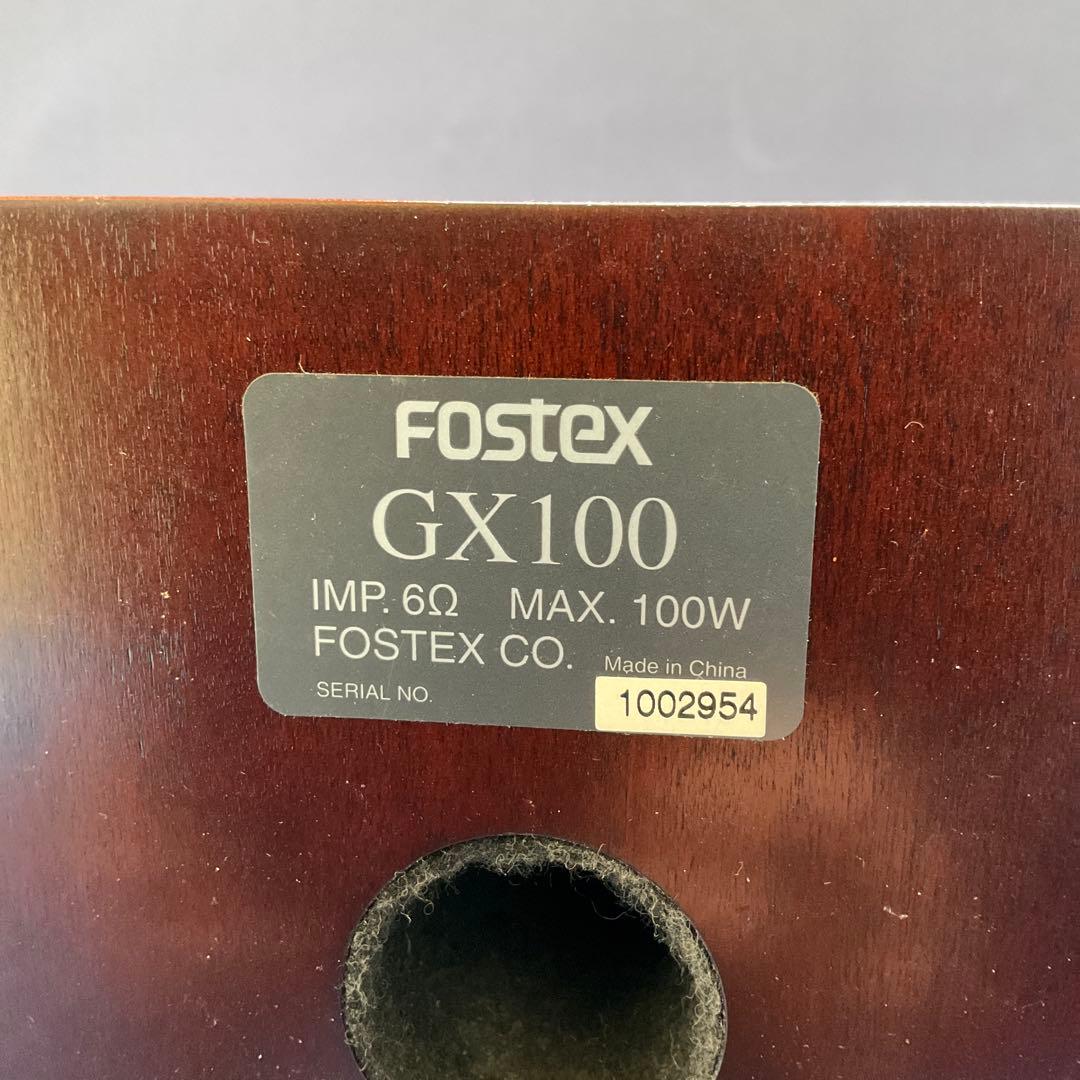 FOSTEX
GX100
IMP. 6Ω MAX. 100W
FOSTEX CO.
Made in China
SERIAL NO. 1002954